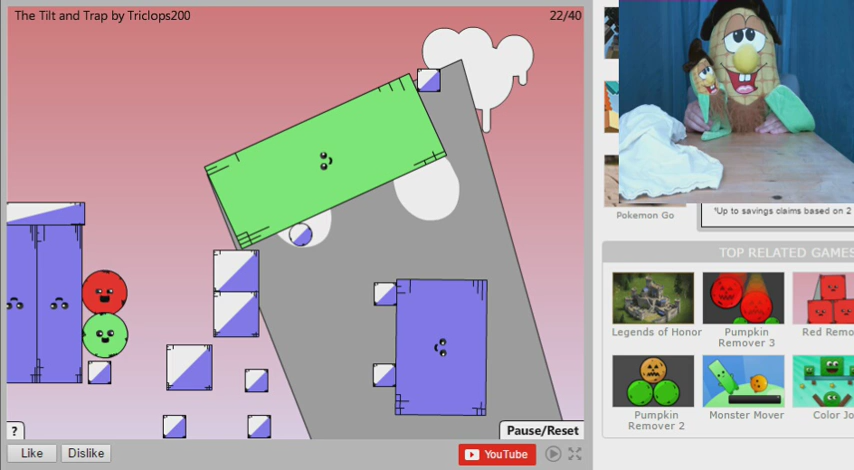 The Tilt and Trap by Triclops200
22/40
Pokemon Go
*Up to savings claims based on 2
TOP RELATED GAMES
Legends of Honor
Pumpkin
Remover 3
Red Remo
Pumpkin
Remover 2
Monster Mover
Color Jo
?
Pause/Reset
Like
Dislike
YouTube